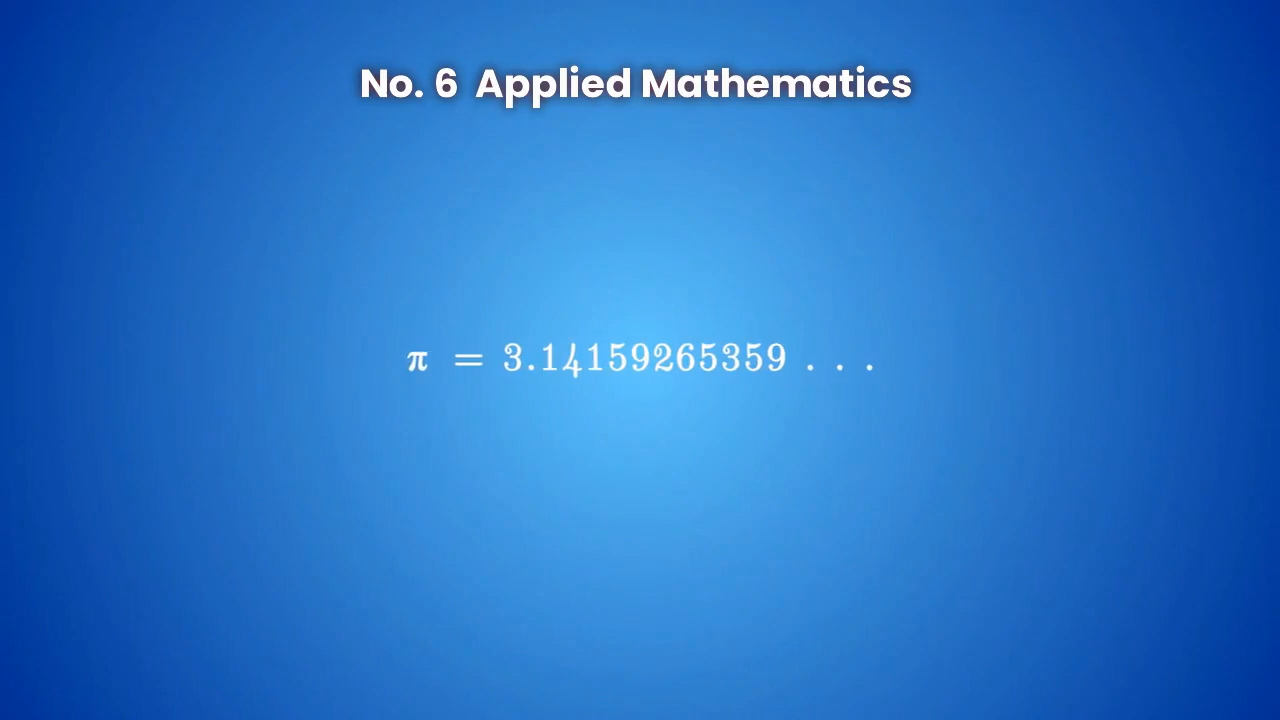 No. 6 Applied Mathematics
π = 3.14159265359 . . .